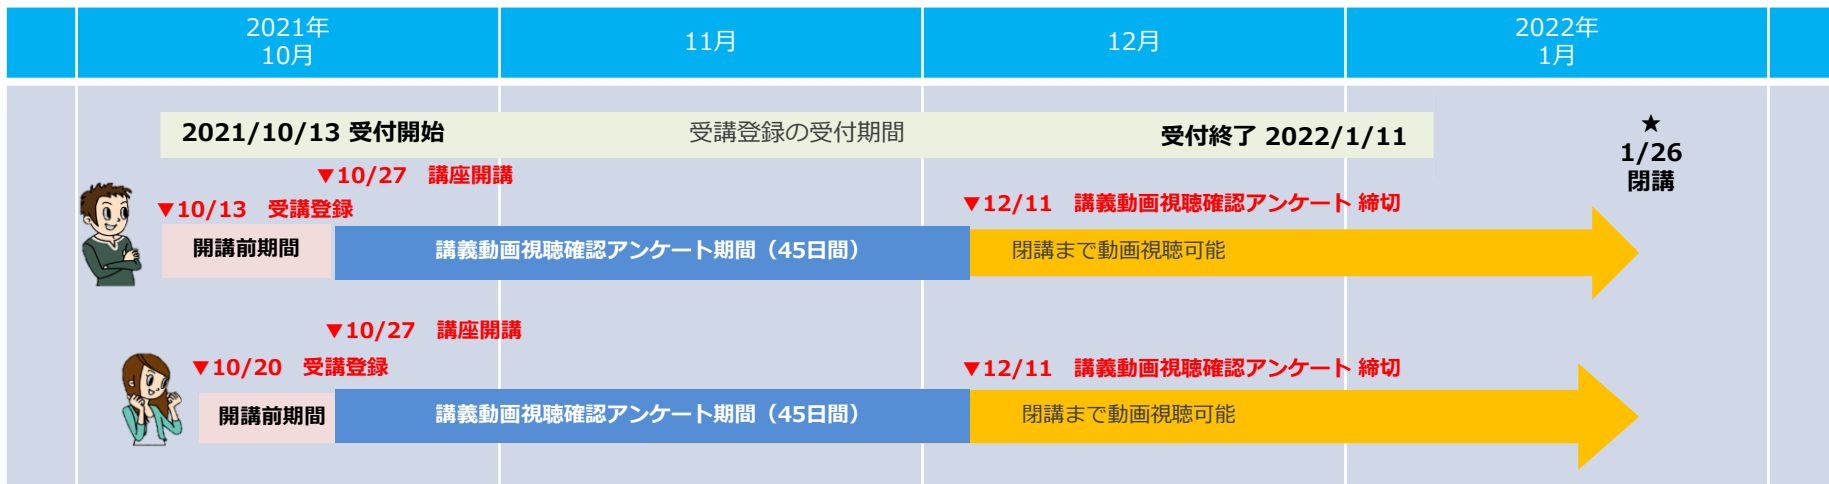 2021年
10月
11月
12月
2022年
1月
2021/10/13 受付開始
受講登録の受付期間
受付終了 2022/1/11
★
1/26
閉講
▼10/27 講座開講
▼10/13 受講登録
▼12/11 講義動画視聴確認アンケート 締切
開講前期間
講義動画視聴確認アンケート期間（45日間）
閉講まで動画視聴可能
▼10/27 講座開講
▼10/20 受講登録
▼12/11 講義動画視聴確認アンケート 締切
開講前期間
講義動画視聴確認アンケート期間（45日間）
閉講まで動画視聴可能